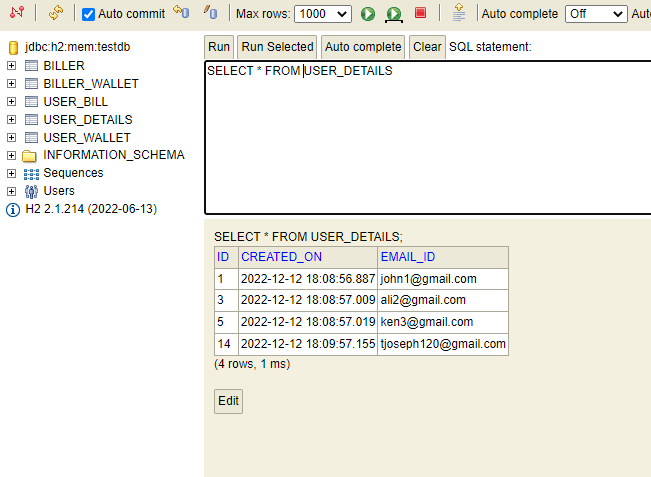 Auto commit Max rows: 1000 Auto complete Off Auto
jdbc:h2:mem:testdb
BILLER
BILLER_WALLET
USER_BILL
USER_DETAILS
USER_WALLET
INFORMATION_SCHEMA
Sequences
Users
H2 2.1.214 (2022-06-13)
Run Run Selected Auto complete Clear SQL statement:
SELECT * FROM USER_DETAILS
SELECT * FROM USER_DETAILS;
ID CREATED_ON EMAIL_ID
1 2022-12-12 18:08:56.887 john1@gmail.com
3 2022-12-12 18:08:57.009 ali2@gmail.com
5 2022-12-12 18:08:57.019 ken3@gmail.com
14 2022-12-12 18:09:57.155 tjoseph120@gmail.com
(4 rows, 1 ms)
Edit